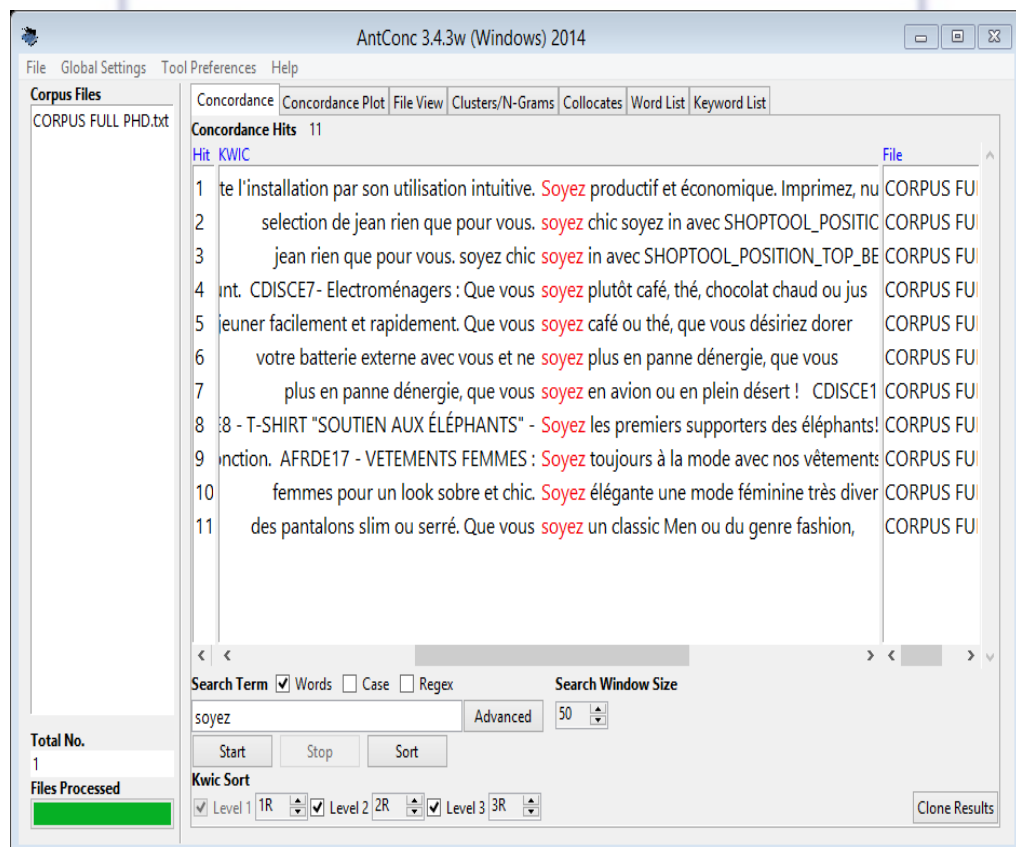 AntConc 3.4.3w (Windows) 2014
File Global Settings Tool Preferences Help
Corpus Files
CORPUS FULL PHD.txt
Concordance Concordance Plot File View Clusters/N-Grams Collocates Word List Keyword List
Concordance Hits 11
Hit KWIC File
1 te l'installation par son utilisation intuitive. Soyez productif et économique. Imprimez, nu CORPUS FU
2 selection de jean rien que pour vous. soyez chic soyez in avec SHOPTOOL_POSITIC CORPUS FU
3 jean rien que pour vous. soyez chic soyez in avec SHOPTOOL_POSITION_TOP_BE CORPUS FU
4 unt. CDISCE7- Electroménagers : Que vous soyez plutôt café, thé, chocolat chaud ou jus CORPUS FU
5 jeuner facilement et rapidement. Que vous soyez café ou thé, que vous désiriez dorer CORPUS FU
6 votre batterie externe avec vous et ne soyez plus en panne dénergie, que vous CORPUS FU
7 plus en panne dénergie, que vous soyez en avion ou en plein désert ! CDISCE1 CORPUS FU
8 E8 - T-SHIRT "SOUTIEN AUX ÉLÉPHANTS" - Soyez les premiers supporters des éléphants! CORPUS FU
9 onction. AFRDE17 - VETEMENTS FEMMES : Soyez toujours à la mode avec nos vêtements CORPUS FU
10 femmes pour un look sobre et chic. Soyez élégante une mode féminine très diver CORPUS FU
11 des pantalons slim ou serré. Que vous soyez un classic Men ou du genre fashion, CORPUS FU
Search Term Words Case Regex Search Window Size
soyez Advanced 50
Start Stop Sort
Total No.
1
Files Processed
Kwic Sort
Level 1 1R Level 2 2R Level 3 3R Clone Results